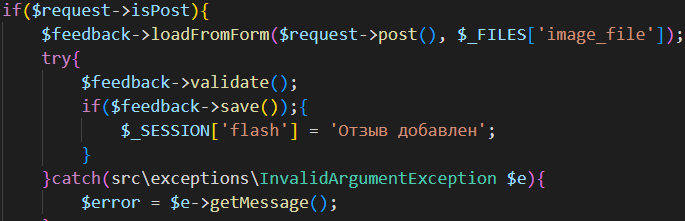 if($request->isPost){
$feedback->loadFromForm($request->post(), $_FILES['image_file']);
try{
$feedback->validate();
if($feedback->save());{
$_SESSION['flash'] = 'Отзыв добавлен';
}
}catch(src\exceptions\InvalidArgumentException $e){
$error = $e->getMessage();